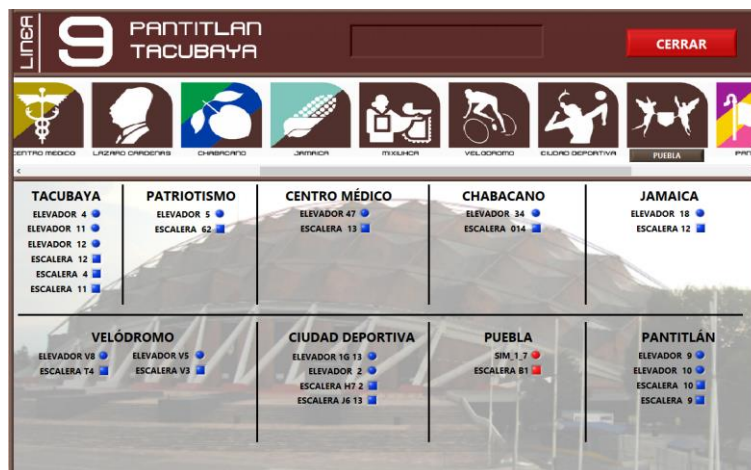 LINEA 9 PANTITLAN
TACUBAYA
CERRAR
CENTRO MEDICO LAZARO CARDENAS CHABACANO JAMAICA MIXIUHCA VELODROMO CIUDAD DEPORTIVA PUEBLA PAN
TACUBAYA
ELEVADOR 4
ELEVADOR 11
ELEVADOR 12
ESCALERA 12
ESCALERA 4
ESCALERA 11
PATRIOTISMO
ELEVADOR 5
ESCALERA 62
CENTRO MÉDICO
ELEVADOR 47
ESCALERA 13
CHABACANO
ELEVADOR 34
ESCALERA 014
JAMAICA
ELEVADOR 18
ESCALERA 12
VELÓDROMO
ELEVADOR V8 ELEVADOR V5
ESCALERA T4 ESCALERA V3
CIUDAD DEPORTIVA
ELEVADOR 1G 13
ELEVADOR 2
ESCALERA H7 2
ESCALERA J6 13
PUEBLA
SIM_1_7
ESCALERA B1
PANTITLÁN
ELEVADOR 9
ELEVADOR 10
ESCALERA 10
ESCALERA 9